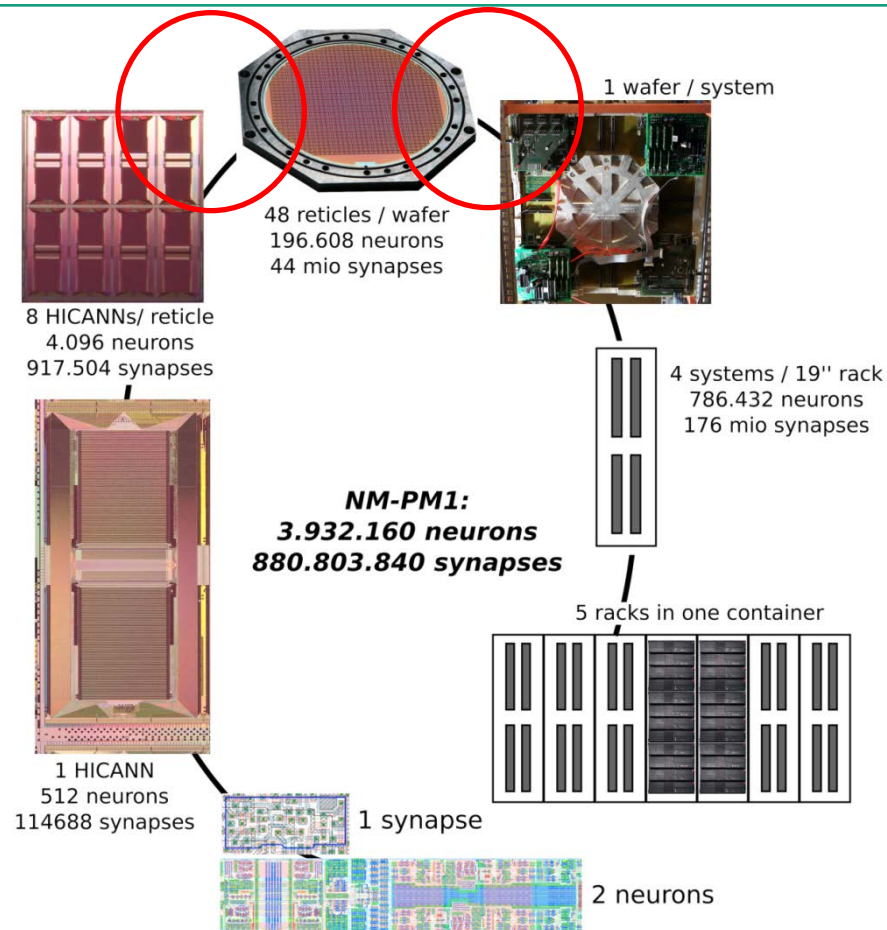 1 wafer / system
48 reticles / wafer
196.608 neurons
44 mio synapses
8 HICANNs/ reticle
4.096 neurons
917.504 synapses
4 systems / 19'' rack
786.432 neurons
176 mio synapses
NM-PM1:
3.932.160 neurons
880.803.840 synapses
5 racks in one container
1 HICANN
512 neurons
114688 synapses
1 synapse
2 neurons